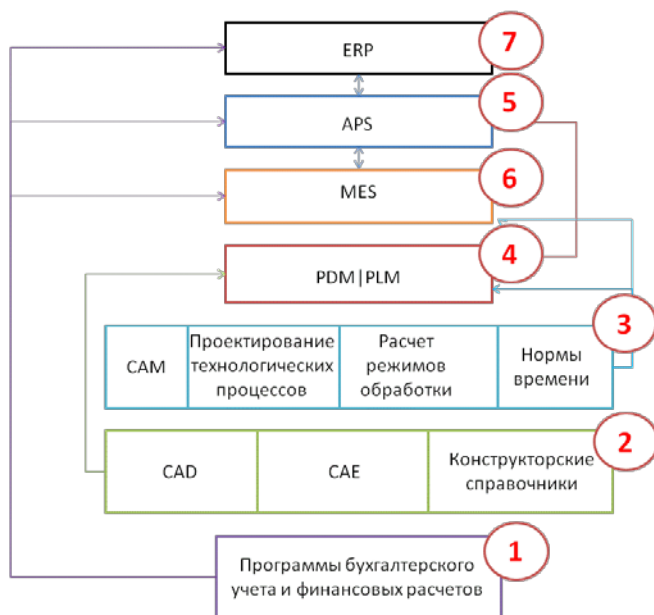 7
ERP
5
APS
6
MES
4
PDM|PLM
3
CAM
Проектирование
технологических
процессов
Расчет
режимов
обработки
Нормы
времени
2
CAD
CAE
Конструкторские
справочники
1
Программы бухгалтерского
учета и финансовых расчетов